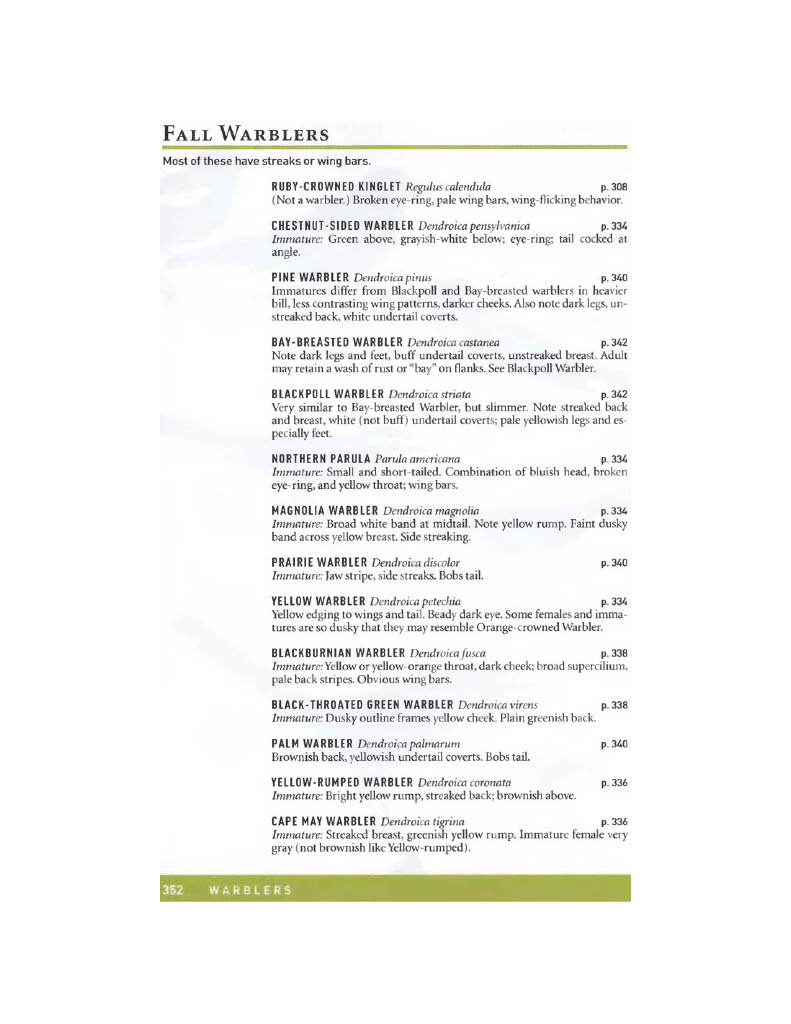 FALL WARBLERS
Most of these have streaks or wing bars.
RUBY-CROWNED KINGLET Regulus calendula p. 308
(Not a warbler.) Broken eye-ring, pale wing bars, wing-flicking behavior.
CHESTNUT-SIDED WARBLER Dendroica pensylvanica p. 334
Immature: Green above, grayish-white below; eye-ring; tail cocked at
angle.
PINE WARBLER Dendroica pinus p. 340
Immatures differ from Blackpoll and Bay-breasted warblers in heavier
bill, less contrasting wing patterns, darker cheeks. Also note dark legs, un-
streaked back, white undertail coverts.
BAY-BREASTED WARBLER Dendroica castanea p. 342
Note dark legs and feet, buff undertail coverts, unstreaked breast. Adult
may retain a wash of rust or “bay” on flanks. See Blackpoll Warbler.
BLACKPOLL WARBLER Dendroica striata p. 342
Very similar to Bay-breasted Warbler, but slimmer. Note streaked back
and breast, white (not buff) undertail coverts; pale yellowish legs and es-
pecially feet.
NORTHERN PARULA Parula americana p. 334
Immature: Small and short-tailed. Combination of bluish head, broken
eye-ring, and yellow throat; wing bars.
MAGNOLIA WARBLER Dendroica magnolia p. 334
Immature: Broad white band at midtail. Note yellow rump. Faint dusky
band across yellow breast. Side streaking.
PRAIRIE WARBLER Dendroica discolor p. 340
Immature: Jaw stripe, side streaks. Bobs tail.
YELLOW WARBLER Dendroica petechia p. 334
Yellow edging to wings and tail. Beady dark eye. Some females and imma-
tures are so dusky that they may resemble Orange-crowned Warbler.
BLACKBURNIAN WARBLER Dendroica fusca p. 338
Immature: Yellow or yellow-orange throat, dark cheek; broad supercilium,
pale back stripes. Obvious wing bars.
BLACK-THROATED GREEN WARBLER Dendroica virens p. 338
Immature: Dusky outline frames yellow cheek. Plain greenish back.
PALM WARBLER Dendroica palmarum p. 340
Brownish back, yellowish undertail coverts. Bobs tail.
YELLOW-RUMPED WARBLER Dendroica coronata p. 336
Immature: Bright yellow rump, streaked back; brownish above.
CAPE MAY WARBLER Dendroica tigrina p. 336
Immature: Streaked breast, greenish yellow rump. Immature female very
gray (not brownish like Yellow-rumped).
352 WARBLERS